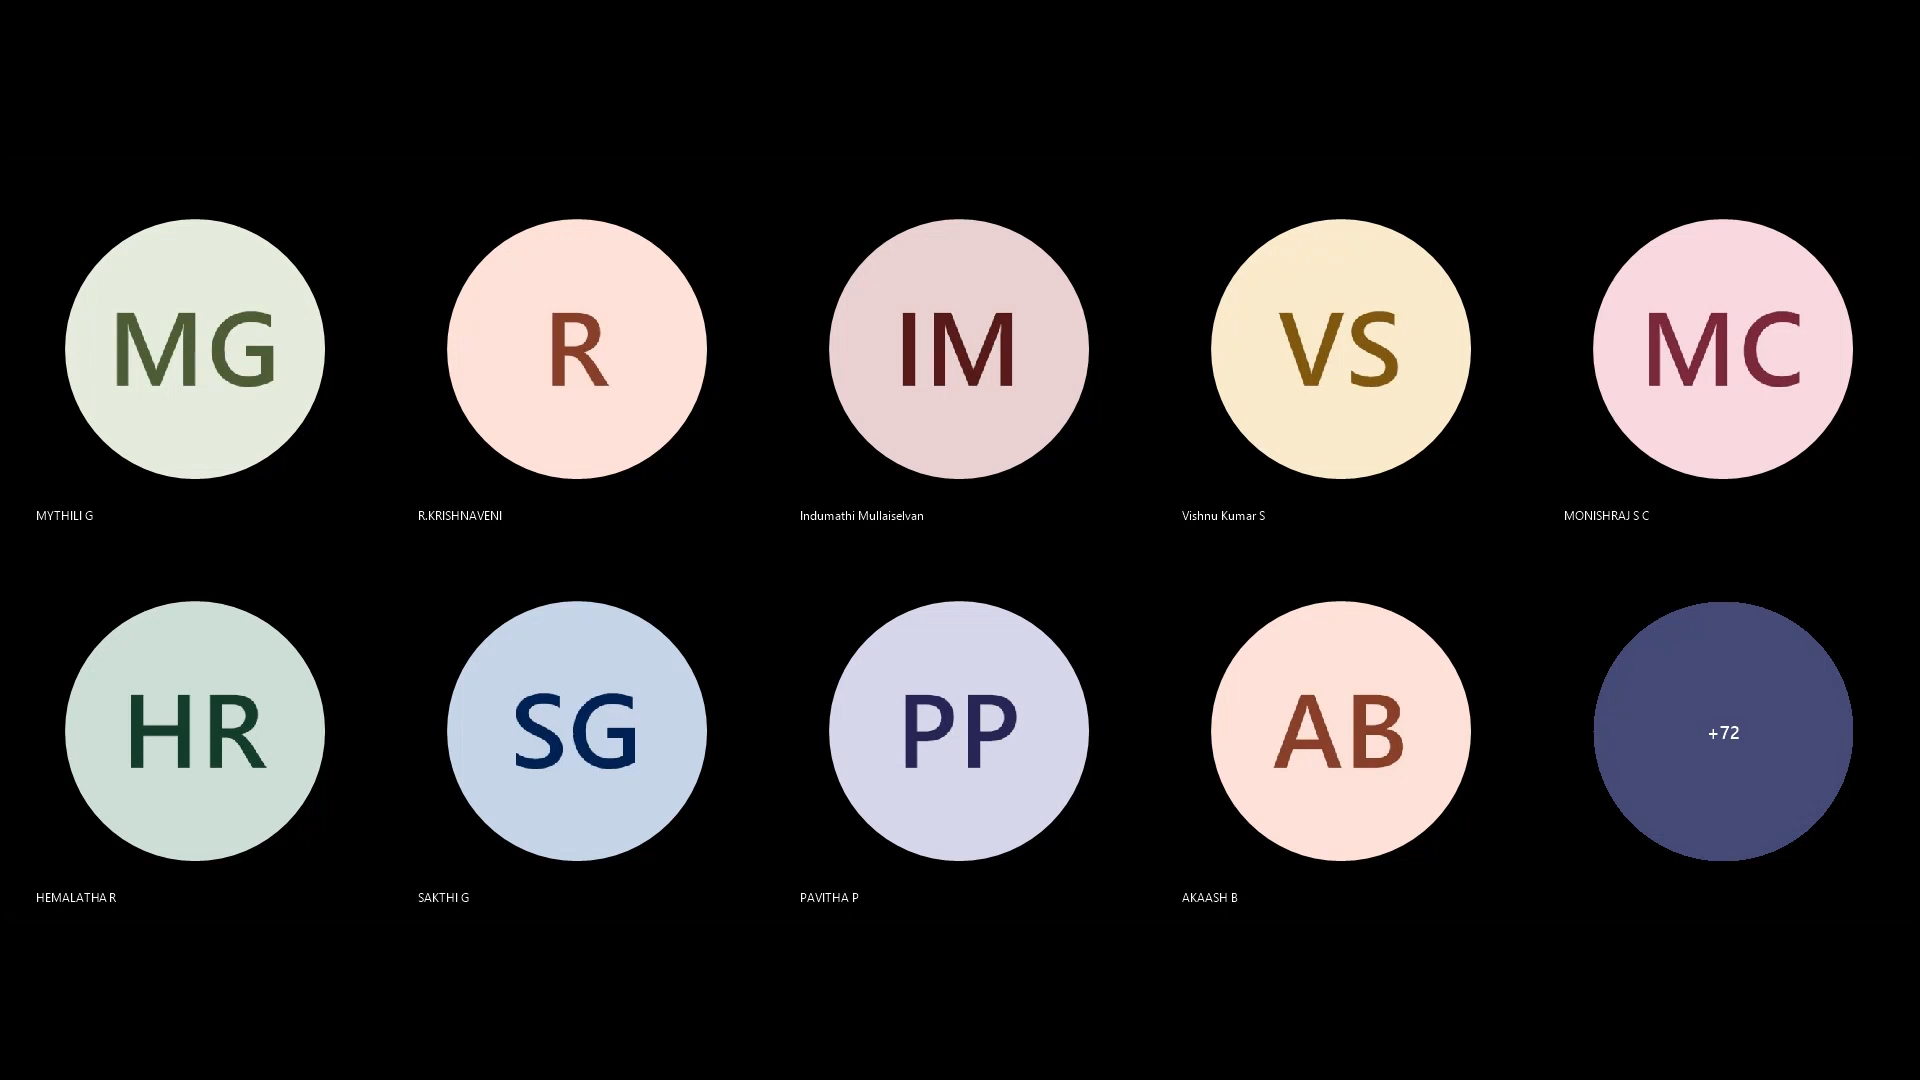 MG
R
IM
VS
MC
MYTHILI G
R.KRISHNAVENI
Indumathi Mullaiselvan
Vishnu Kumar S
MONISHRAJ S C
HR
SG
PP
AB
+72
HEMALATHA R
SAKTHI G
PAVITHA P
AKAASH B